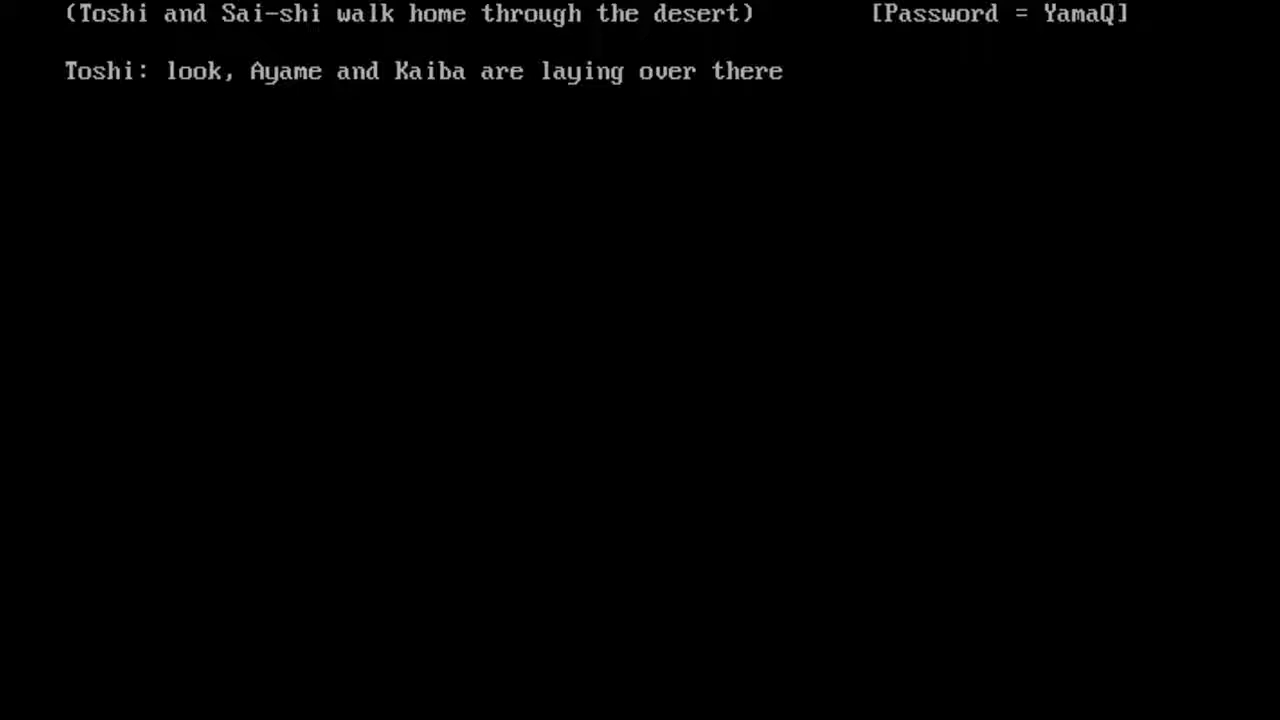 (Toshi and Sai-shi walk home through the desert) [Password = YamaQ]
Toshi: look, Ayame and Kaiba are laying over there